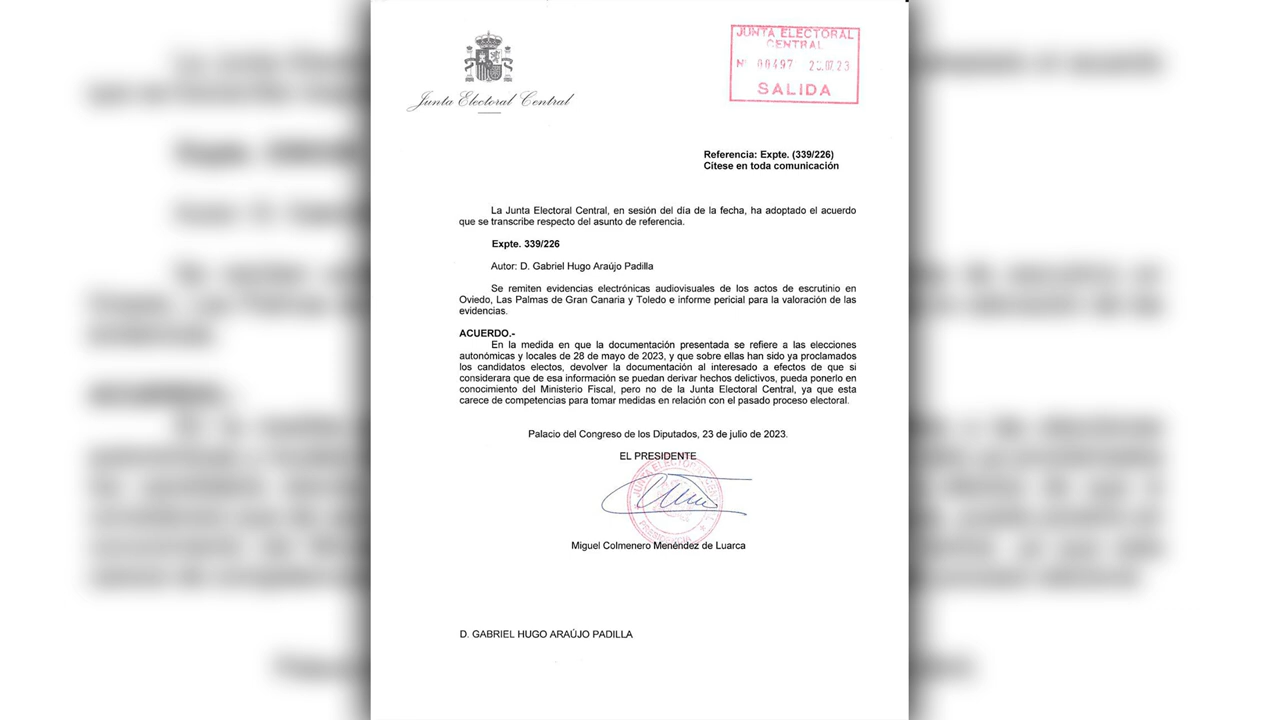 Junta Electoral Central
JUNTA ELECTORAL
CENTRAL
Nº 00497
SALIDA
Referencia: Expte. (339/226)
Cítese en toda comunicación
La Junta Electoral Central, en sesión del día de la fecha, ha adoptado el acuerdo
que se transcribe respecto del asunto de referencia.
Expte. 339/226
Autor: D. Gabriel Hugo Araújo Padilla
Se remiten evidencias electrónicas audiovisuales de los actos de escrutinio en
Oviedo, Las Palmas de Gran Canaria y Toledo e informe pericial para la valoración de las
evidencias.
ACUERDO.-
En la medida en que la documentación presentada se refiere a las elecciones
autonómicas y locales de 28 de mayo de 2023, y que sobre ellas han sido ya proclamados
los candidatos electos, devolver la documentación al interesado a efectos de que si
considerara que de esa información se puedan derivar hechos delictivos, pueda ponerlo en
conocimiento del Ministerio Fiscal, pero no de la Junta Electoral Central, ya que esta
carece de competencias para tomar medidas en relación con el pasado proceso electoral.
Palacio del Congreso de los Diputados, 23 de julio de 2023.
EL PRESIDENTE
JUNTA ELECTORAL
Miguel Colmenero Menéndez de Luarca
D. GABRIEL HUGO ARAÚJO PADILLA